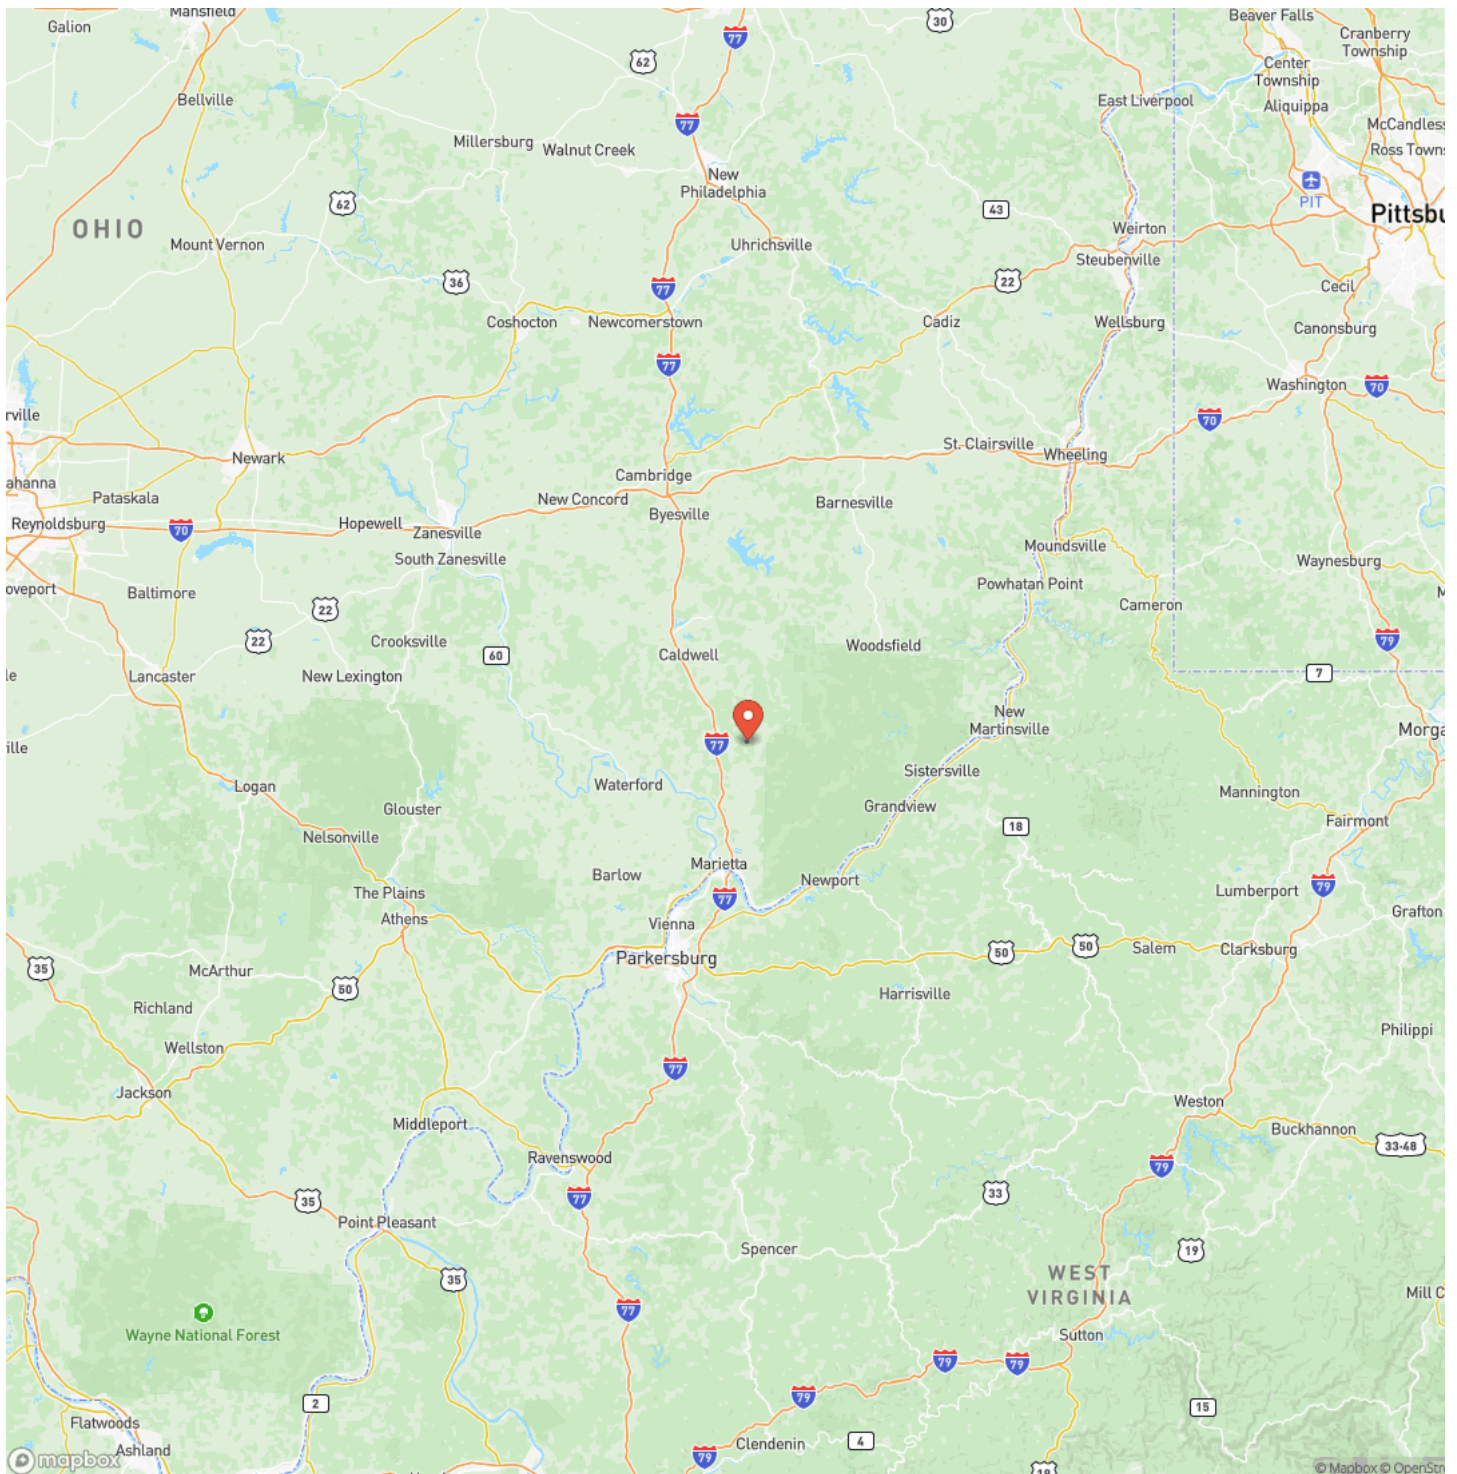 Mansfield
Galion
77
30
Beaver Falls
Cranberry
Township
62
Center
Township
Bellville
East Liverpool
Aliquippa
77
McCandless
Millersburg
Walnut Creek
Ross Towns
New
Philadelphia
PIT
62
43
Pittsbu
OHIO
Weirton
Mount Vernon
Uhrichsville
Steubenville
36
77
22
Cecil
Coshocton
Newcomerstown
Cadiz
Wellsburg
Canonsburg
77
Washington
70
rville
70
St. Clairsville
Wheeling
Newark
Cambridge
ahanna
Pataskala
New Concord
Barnesville
Byesville
Reynoldsburg
70
Hopewell
Zanesville
Moundsville
South Zanesville
Waynesburg
oveport
Baltimore
Powhatan Point
22
Cameron
22
Crooksville
60
Caldwell
Woodsfield
79
le
Lancaster
New Lexington
7
New
Martinsville
ville
77
Morga
Sistersville
Logan
Waterford
Mannington
Glouster
Grandview
Fairmont
Nelsonville
18
Marietta
Barlow
Newport
79
The Plains
77
Lumberport
Athens
Grafton
Vienna
50
50
Salem
Clarksburg
35
McArthur
Parkersburg
50
Harrisville
Richland
Philippi
Wellston
77
Jackson
Weston
Middleport
Buckhannon
33-48
Ravenswood
79
35
77
33
Point Pleasant
Spencer
19
35
WEST
VIRGINIA
Mill C
77
Wayne National Forest
Sutton
79
79
2
79
15
Flatwoods
Clendenin
4
Ashland
79
mapbox
© Mapbox © OpenStre
19